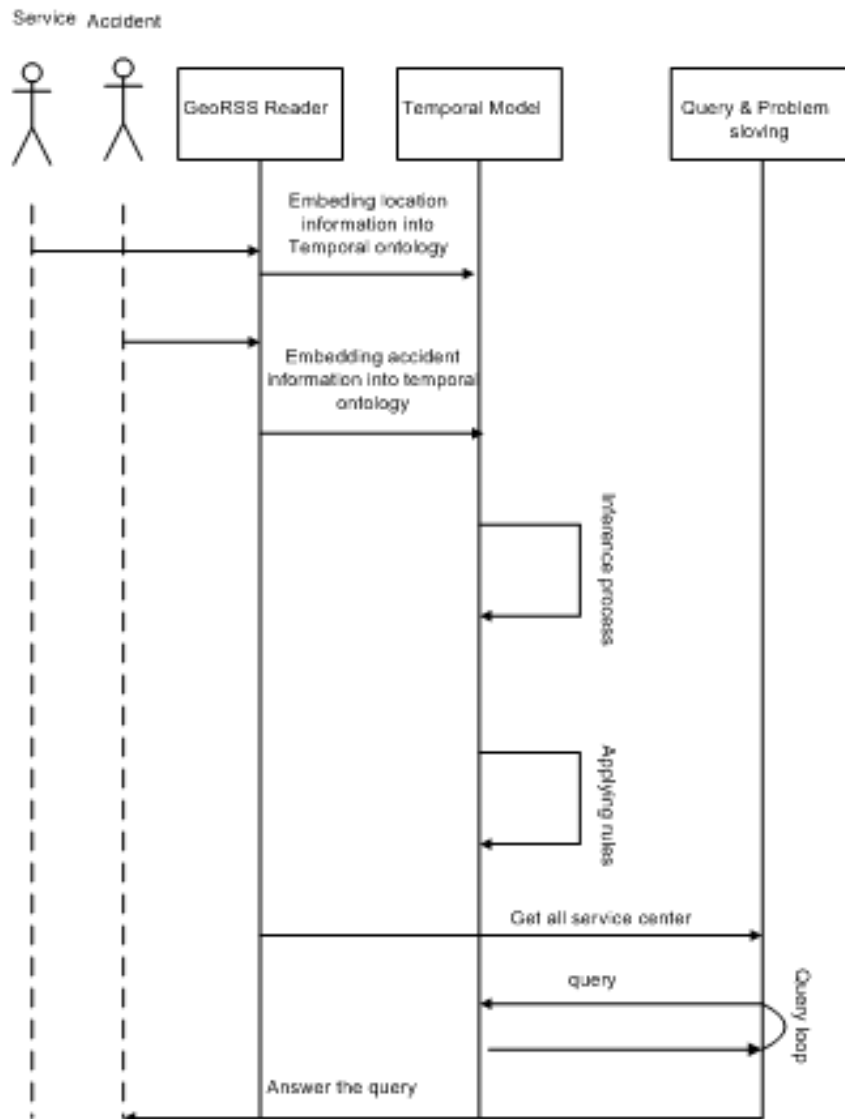 Service Accident
GeoRSS Reader
Temporal Model
Query & Problem
sloving
Embeding location
information into
Temporal ontology
Embedding accident
information into temporal
ontology
Inference process
Applying rules
Get all service center
query
Query loop
Answer the query